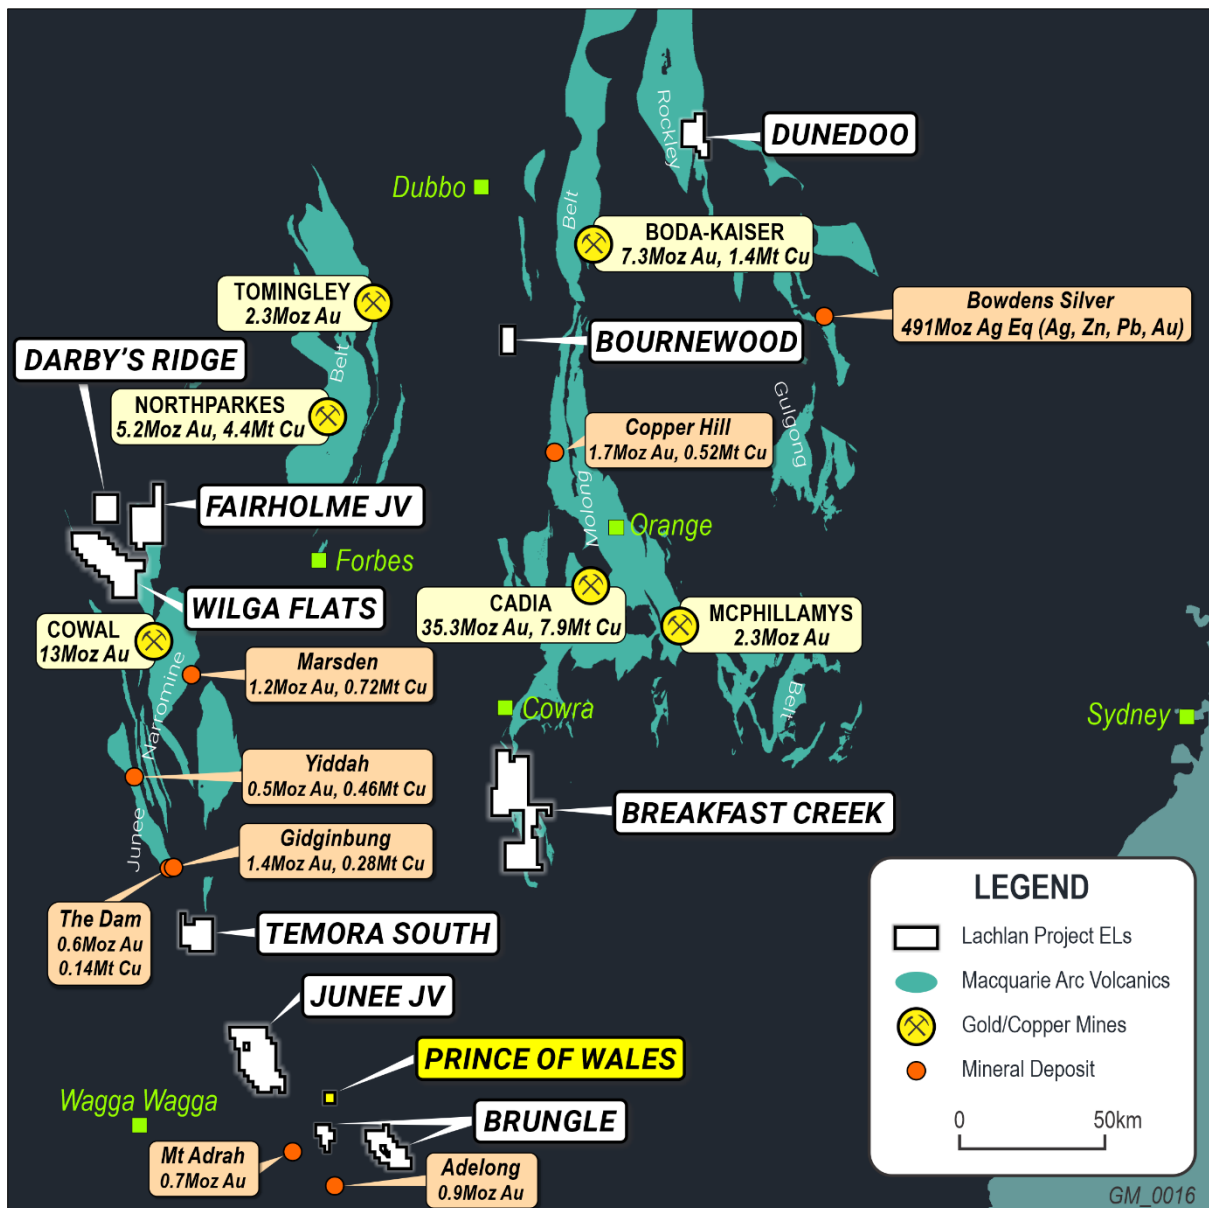 Rockley
DUNEDOO
Dubbo
Belt
BODA-KAISER
7.3Moz Au, 1.4Mt Cu
TOMINGLEY
2.3Moz Au
Bowdens Silver
491Moz Ag Eq (Ag, Zn, Pb, Au)
DARBY'S RIDGE
Belt
BOURNEWOOD
NORTHPARKES
5.2Moz Au, 4.4Mt Cu
Gulgong
Copper Hill
1.7Moz Au, 0.52Mt Cu
FAIRHOLME JV
Molong
Orange
Forbes
WILGA FLATS
CADIA
35.3Moz Au, 7.9Mt Cu
MCPHILLAMYS
2.3Moz Au
COWAL
13Moz Au
Marsden
1.2Moz Au, 0.72Mt Cu
Narromine
Belt
Cowra
Sydney
Yiddah
0.5Moz Au, 0.46Mt Cu
BREAKFAST CREEK
Junee
Gidginbung
1.4Moz Au, 0.28Mt Cu
The Dam
0.6Moz Au
0.14Mt Cu
TEMORA SOUTH
JUNEE JV
PRINCE OF WALES
Wagga Wagga
BRUNGLE
Mt Adrah
0.7Moz Au
Adelong
0.9Moz Au
LEGEND
Lachlan Project ELs
Macquarie Arc Volcanics
Gold/Copper Mines
Mineral Deposit
0 50km
GM_0016